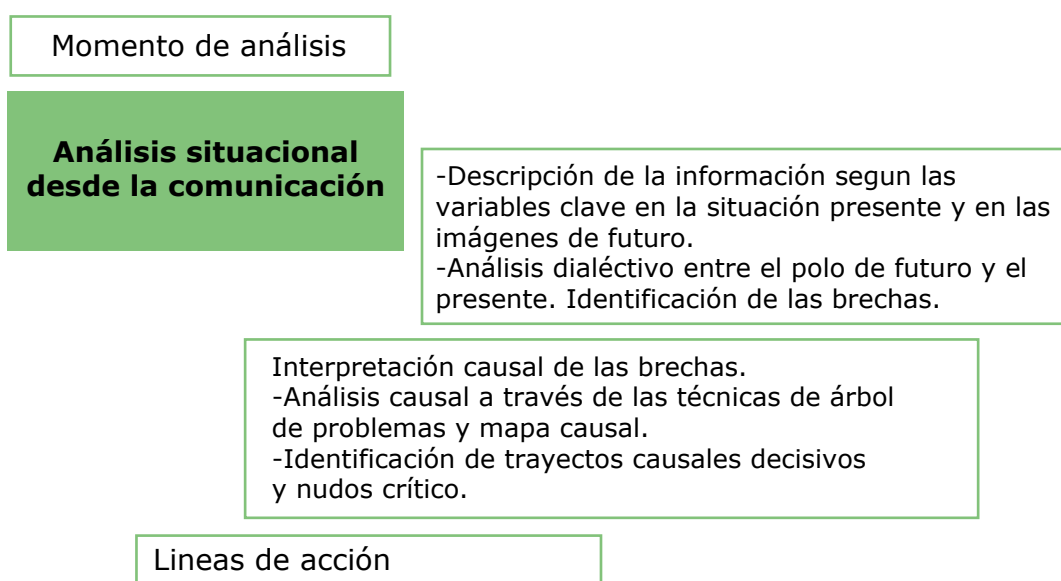 Momento de análisis
Análisis situacional
desde la comunicación
-Descripción de la información segun las
variables clave en la situación presente y en las
imágenes de futuro.
-Análisis dialéctivo entre el polo de futuro y el
presente. Identificación de las brechas.
Interpretación causal de las brechas.
-Análisis causal a través de las técnicas de árbol
de problemas y mapa causal.
-Identificación de trayectos causales decisivos
y nudos crítico.
Lineas de acción